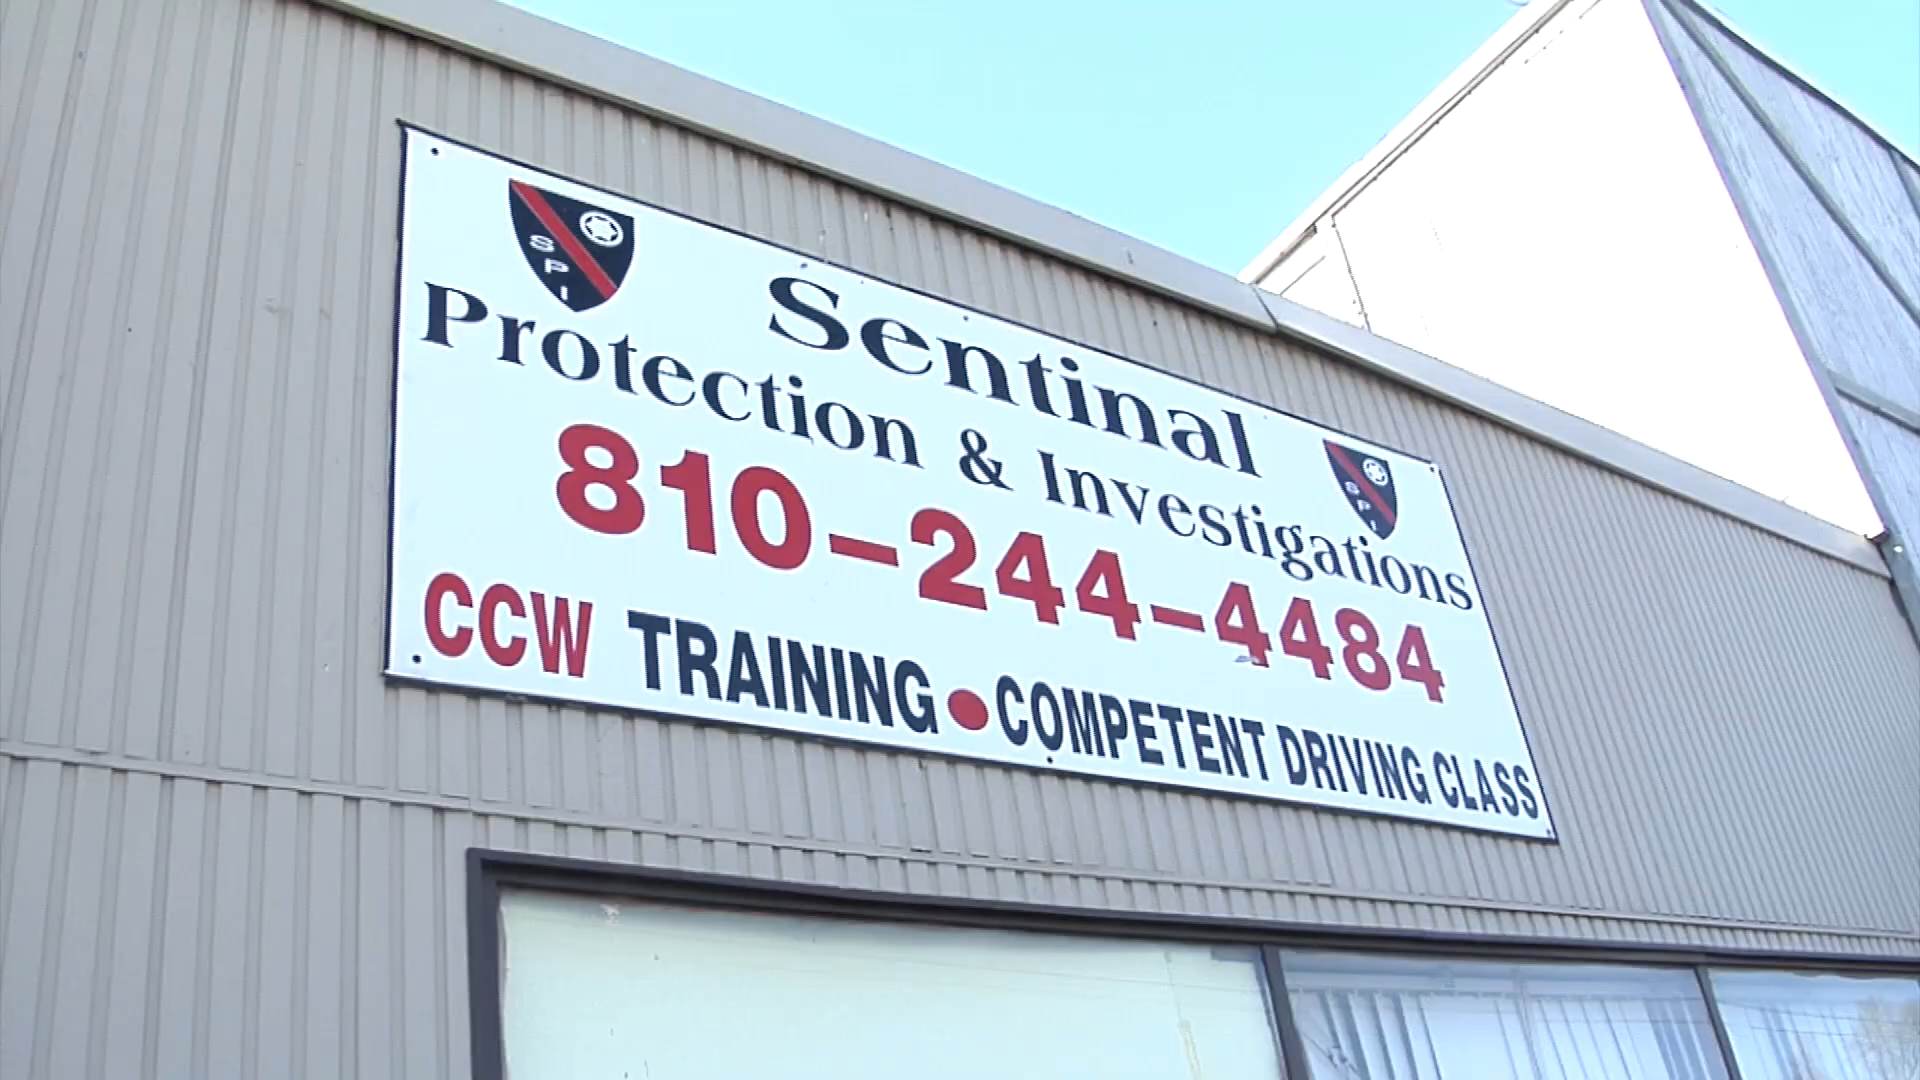 SPI
Sentinal
Protection & Investigations
SPI
810-244-4484
CCW TRAINING • COMPETENT DRIVING CLASS